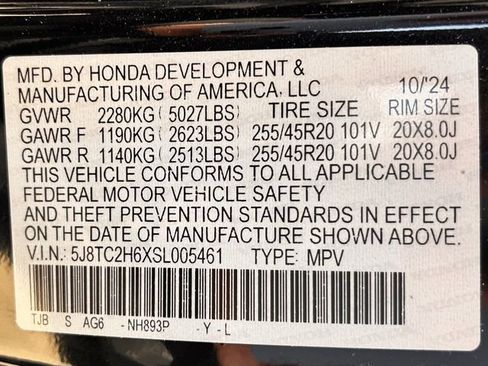 MFD. BY HONDA DEVELOPMENT &
MANUFACTURING OF AMERICA, LLC 10/'24
GVWR 2280KG(5027LBS) TIRE SIZE RIM SIZE
GAWR F 1190KG(2623LBS) 255/45R20 101V 20X8.0J
GAWR R 1140KG(2513LBS) 255/45R20 101V 20X8.0J
THIS VEHICLE CONFORMS TO ALL APPLICABLE
FEDERAL MOTOR VEHICLE SAFETY
AND THEFT PREVENTION STANDARDS IN EFFECT
ON THE DATE OF MANUFACTURE SHOWN ABOVE.
V.I.N: 5J8TC2H6XSL005461 TYPE: MPV
TJB S AG6 -NH893P -Y-L